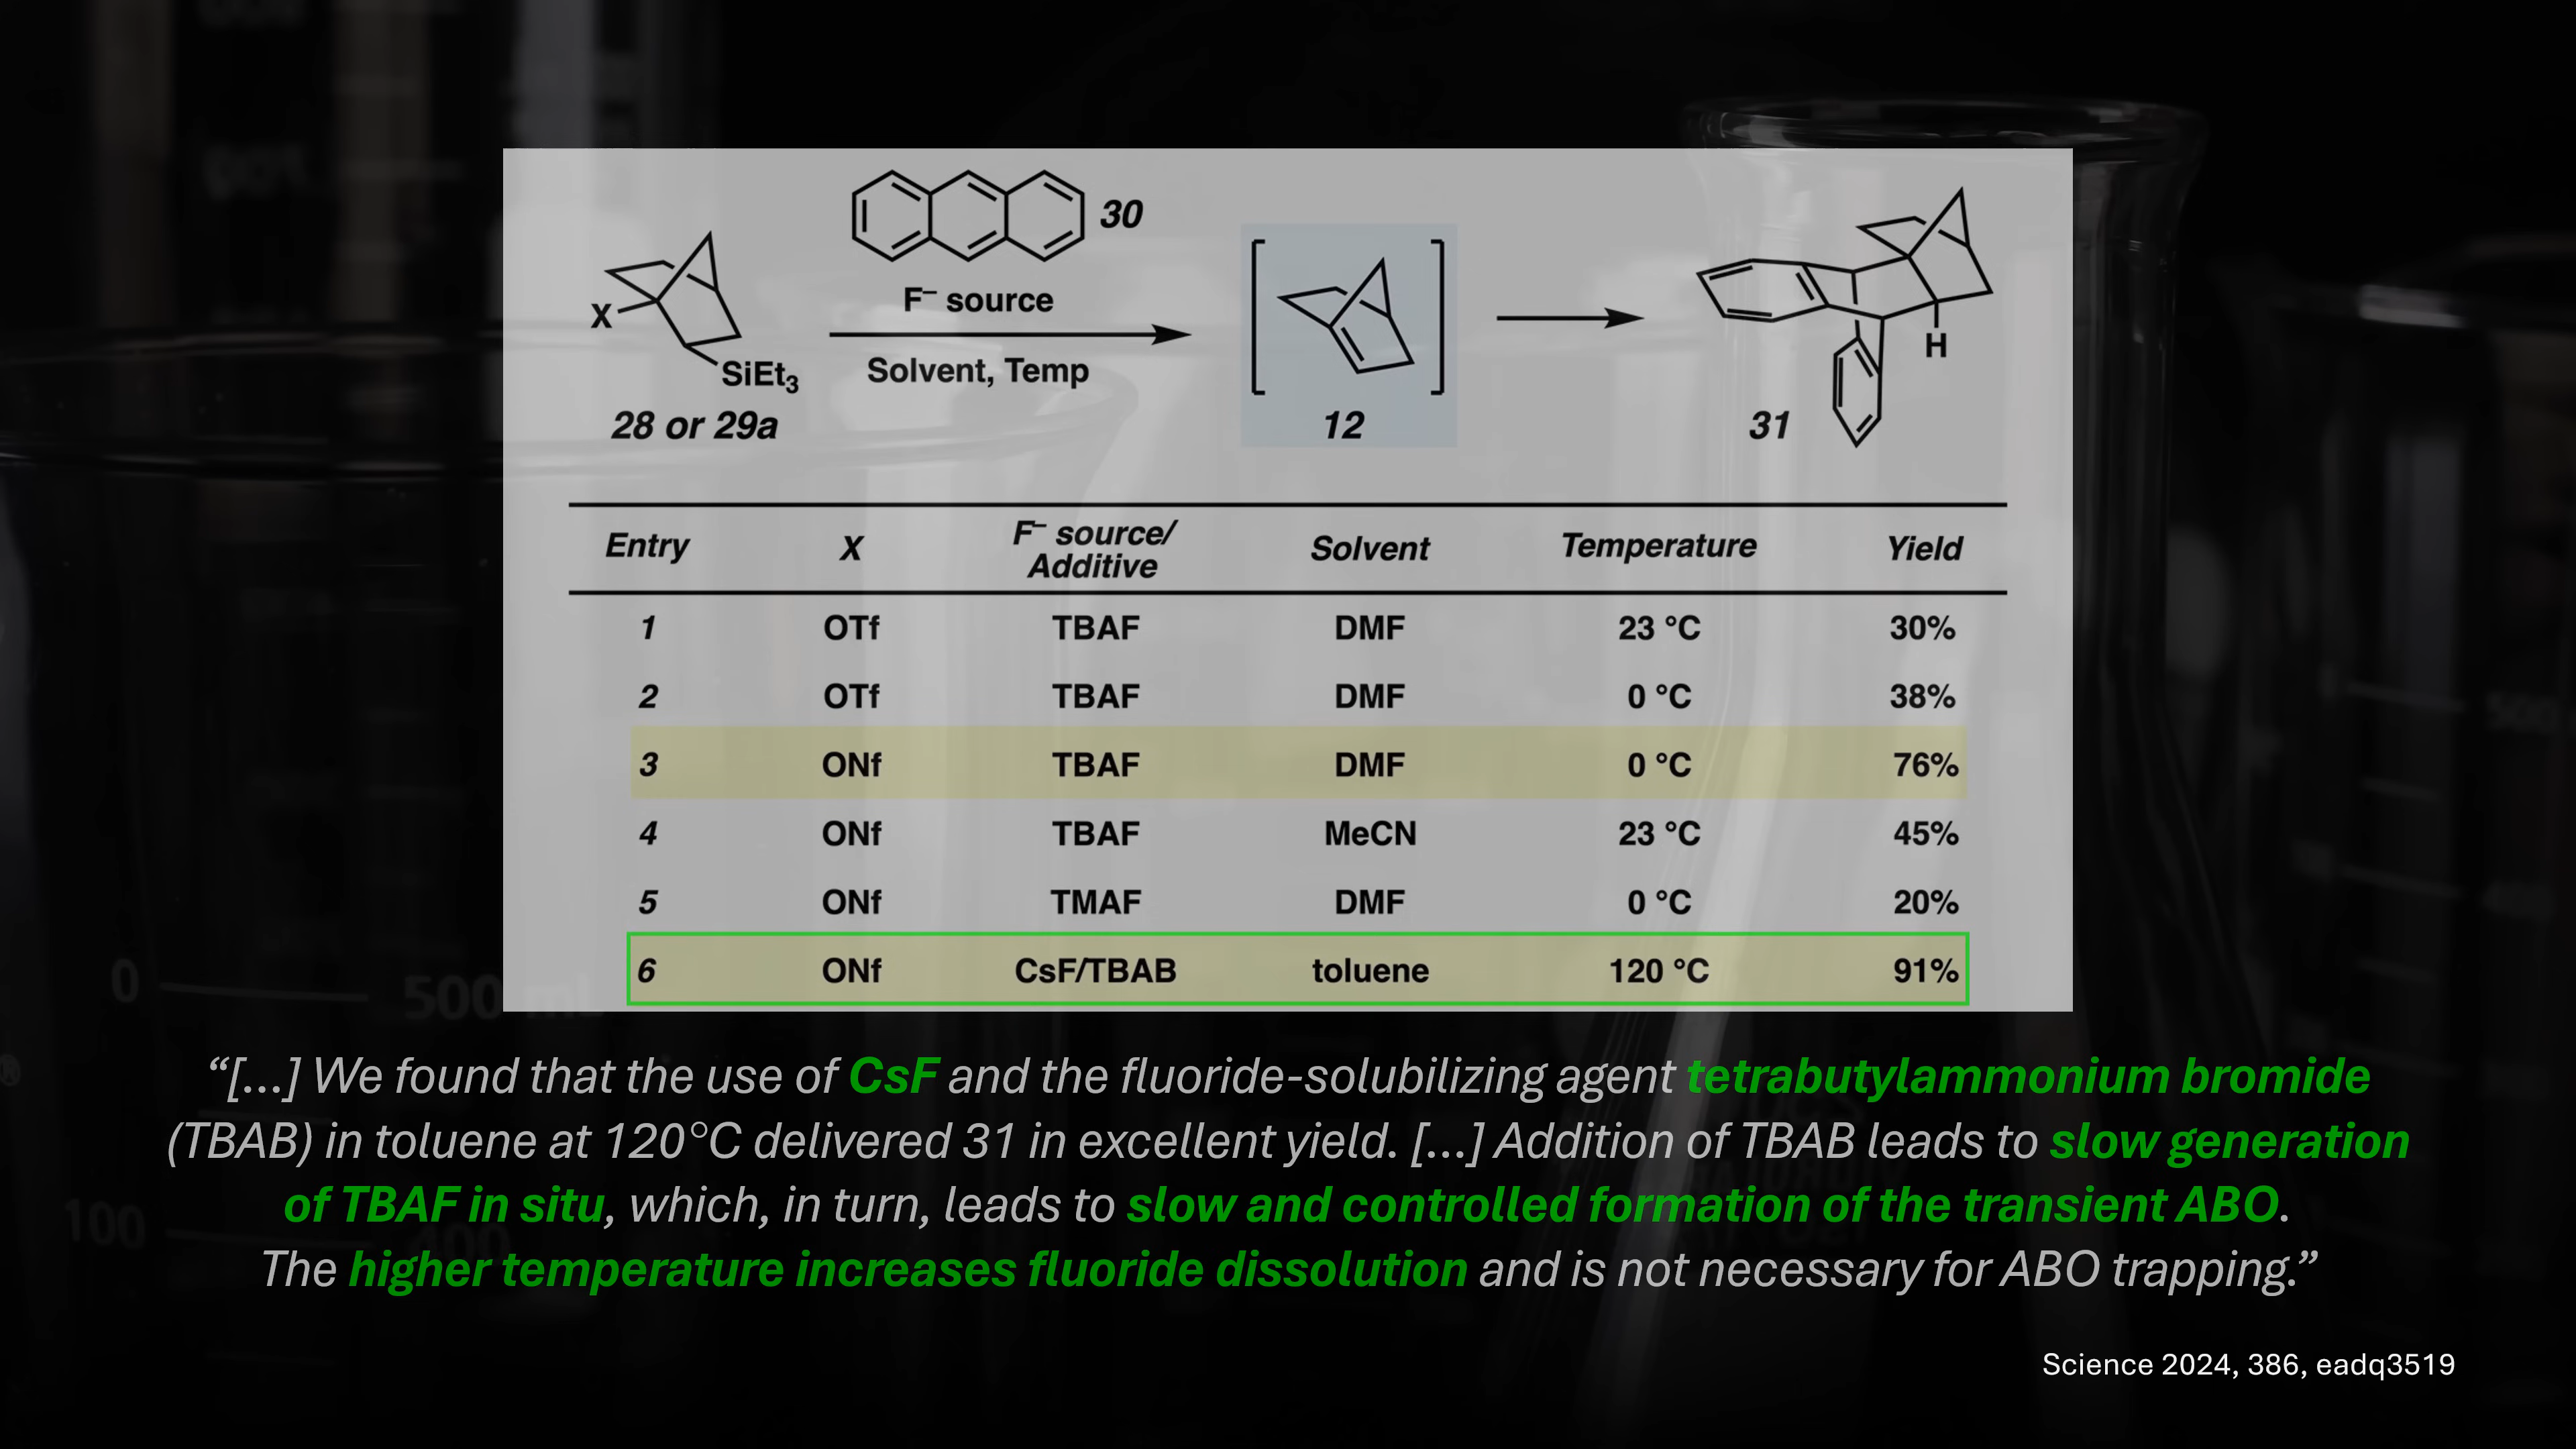 30
F⁻ source
X
Solvent, Temp
SiEt₃
H
28 or 29a
12
31
Entry X F⁻ source/ Additive Solvent Temperature Yield
1 OTf TBAF DMF 23 °C 30%
2 OTf TBAF DMF 0 °C 38%
3 ONf TBAF DMF 0 °C 76%
4 ONf TBAF MeCN 23 °C 45%
5 ONf TMAF DMF 0 °C 20%
6 ONf CsF/TBAB toluene 120 °C 91%
0 500 ml
“[…] We found that the use of CsF and the fluoride-solubilizing agent tetrabutylammonium bromide
(TBAB) in toluene at 120°C delivered 31 in excellent yield. […] Addition of TBAB leads to slow generation
of TBAF in situ, which, in turn, leads to slow and controlled formation of the transient ABO.
100 400
The higher temperature increases fluoride dissolution and is not necessary for ABO trapping.”
Science 2024, 386, eadq3519